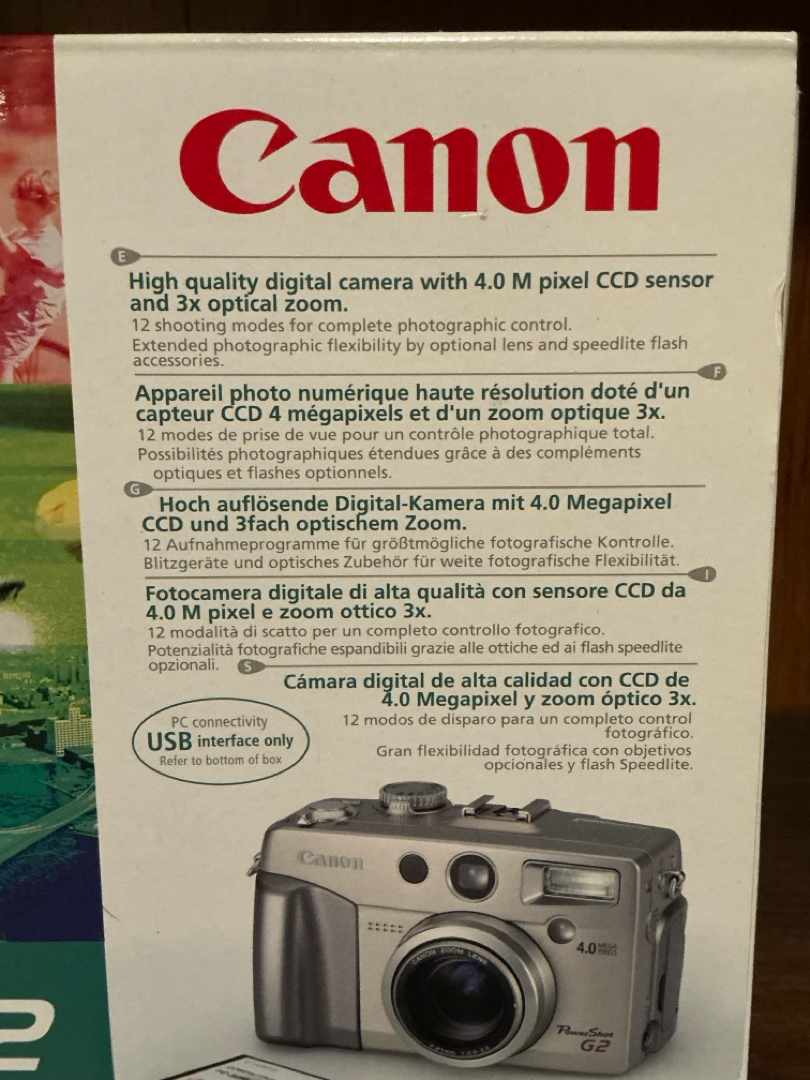 Canon
E
High quality digital camera with 4.0 M pixel CCD sensor
and 3x optical zoom.
12 shooting modes for complete photographic control.
Extended photographic flexibility by optional lens and speedlite flash
accessories.
F
Appareil photo numérique haute résolution doté d'un
capteur CCD 4 mégapixels et d'un zoom optique 3x.
12 modes de prise de vue pour un contrôle photographique total.
Possibilités photographiques étendues grâce à des compléments
optiques et flashes optionnels.
G
Hoch auflösende Digital-Kamera mit 4.0 Megapixel
CCD und 3fach optischem Zoom.
12 Aufnahmeprogramme für größtmögliche fotografische Kontrolle.
Blitzgeräte und optisches Zubehör für weite fotografische Flexibilität.
I
Fotocamera digitale di alta qualità con sensore CCD da
4.0 M pixel e zoom ottico 3x.
12 modalità di scatto per un completo controllo fotografico.
Potenzialità fotografiche espandibili grazie alle ottiche ed ai flash speedlite
opzionali.
S
Cámara digital de alta calidad con CCD de
4.0 Megapixel y zoom óptico 3x.
12 modos de disparo para un completo control
fotográfico.
Gran flexibilidad fotográfica con objetivos
opcionales y flash Speedlite.
PC connectivity
USB interface only
Refer to bottom of box
Canon
CANON ZOOM LENS
4.0 MEGA
PIXELS
PowerShot
G2
2